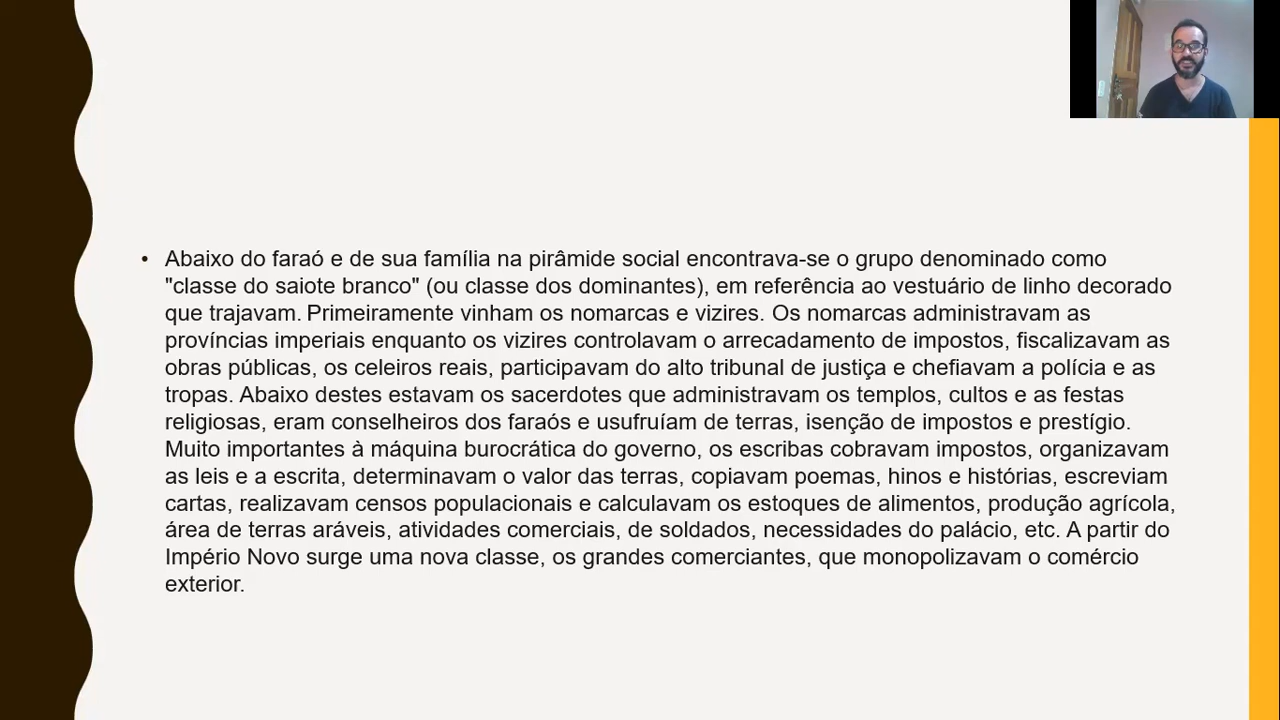 • Abaixo do faraó e de sua família na pirâmide social encontrava-se o grupo denominado como
"classe do saiote branco" (ou classe dos dominantes), em referência ao vestuário de linho decorado
que trajavam. Primeiramente vinham os nomarcas e vizires. Os nomarcas administravam as
províncias imperiais enquanto os vizires controlavam o arrecadamento de impostos, fiscalizavam as
obras públicas, os celeiros reais, participavam do alto tribunal de justiça e chefiavam a polícia e as
tropas. Abaixo destes estavam os sacerdotes que administravam os templos, cultos e as festas
religiosas, eram conselheiros dos faraós e usufruíam de terras, isenção de impostos e prestígio.
Muito importantes à máquina burocrática do governo, os escribas cobravam impostos, organizavam
as leis e a escrita, determinavam o valor das terras, copiavam poemas, hinos e histórias, escreviam
cartas, realizavam censos populacionais e calculavam os estoques de alimentos, produção agrícola,
área de terras aráveis, atividades comerciais, de soldados, necessidades do palácio, etc. A partir do
Império Novo surge uma nova classe, os grandes comerciantes, que monopolizavam o comércio
exterior.